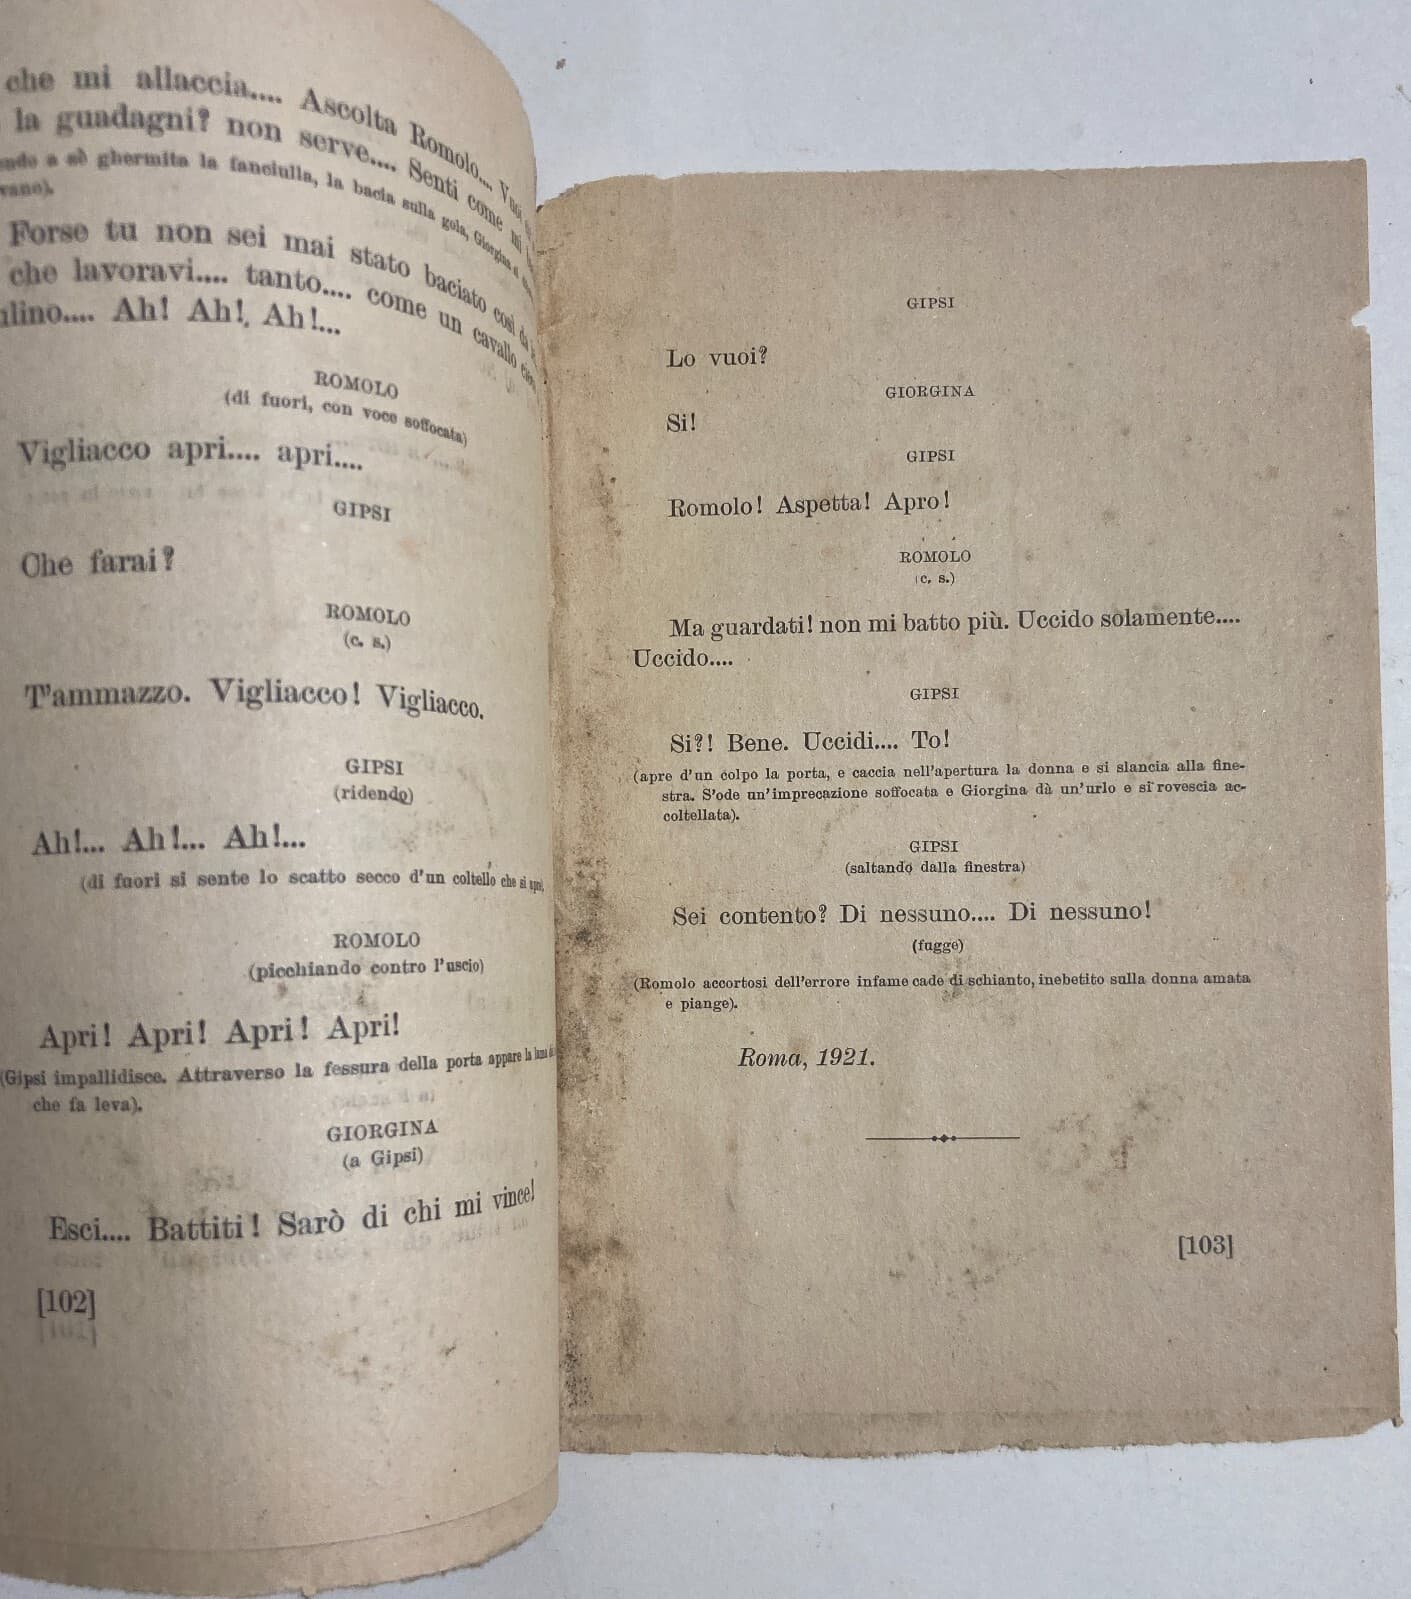 che mi allaccia.... Ascolta Romolo.... Vuoi
la guadagni? non serve.... Senti come mi
a sè ghermita la fanciulla, la bacia sulla gola, Giorgina
Forse tu non sei mai stato baciato così da
che lavoravi.... tanto.... come un cavallo
Ah! Ah! Ah!...
ROMOLO
(di fuori, con voce soffocata)
Vigliacco apri.... apri....
GIPSI
Che farai?
ROMOLO
(c. s.)
T'ammazzo. Vigliacco! Vigliacco.
GIPSI
(ridendo)
Ah!... Ah!... Ah!...
(di fuori si sente lo scatto secco d'un coltello che si apre).
ROMOLO
(picchiando contro l'uscio)
Apri! Apri! Apri! Apri!
(Gipsi impallidisce. Attraverso la fessura della porta appare la lama
che fa leva).
GIORGINA
(a Gipsi)
Esci.... Battiti! Sarò di chi mi vince!
[102]
GIPSI
Lo vuoi?
GIORGINA
Si!
GIPSI
Romolo! Aspetta! Apro!
ROMOLO
(c. s.)
Ma guardati! non mi batto più. Uccido solamente....
Uccido....
GIPSI
Si?! Bene. Uccidi.... To!
(apre d'un colpo la porta, e caccia nell'apertura la donna e si slancia alla fine-
stra. S'ode un'imprecazione soffocata e Giorgina dà un'urlo e si rovescia ac-
coltellata).
GIPSI
(saltando dalla finestra)
Sei contento? Di nessuno.... Di nessuno!
(fugge)
(Romolo accortosi dell'errore infame cade di schianto, inebetito sulla donna amata
e piange).
Roma, 1921.
[103]